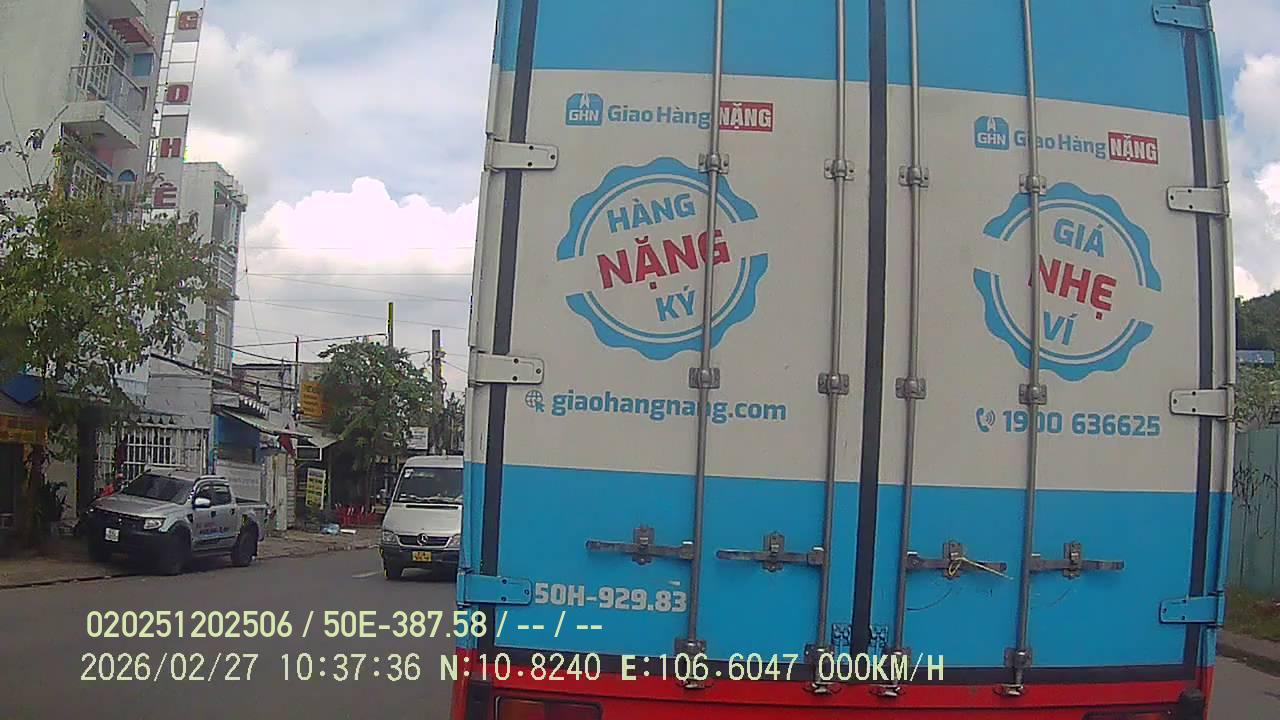 G
O
H
Ê
GHN Giao Hàng NẶNG
HÀNG
NẶNG
KÝ
giaohangnang.com
GHN Giao Hàng NẶNG
GIÁ
NHẸ
VÍ
1900 636625
50H-929.83
020251202506 / 50E-387.58 / -- / --
2026/02/27 10:37:36 N:10.8240 E:106.6047 000KM/H